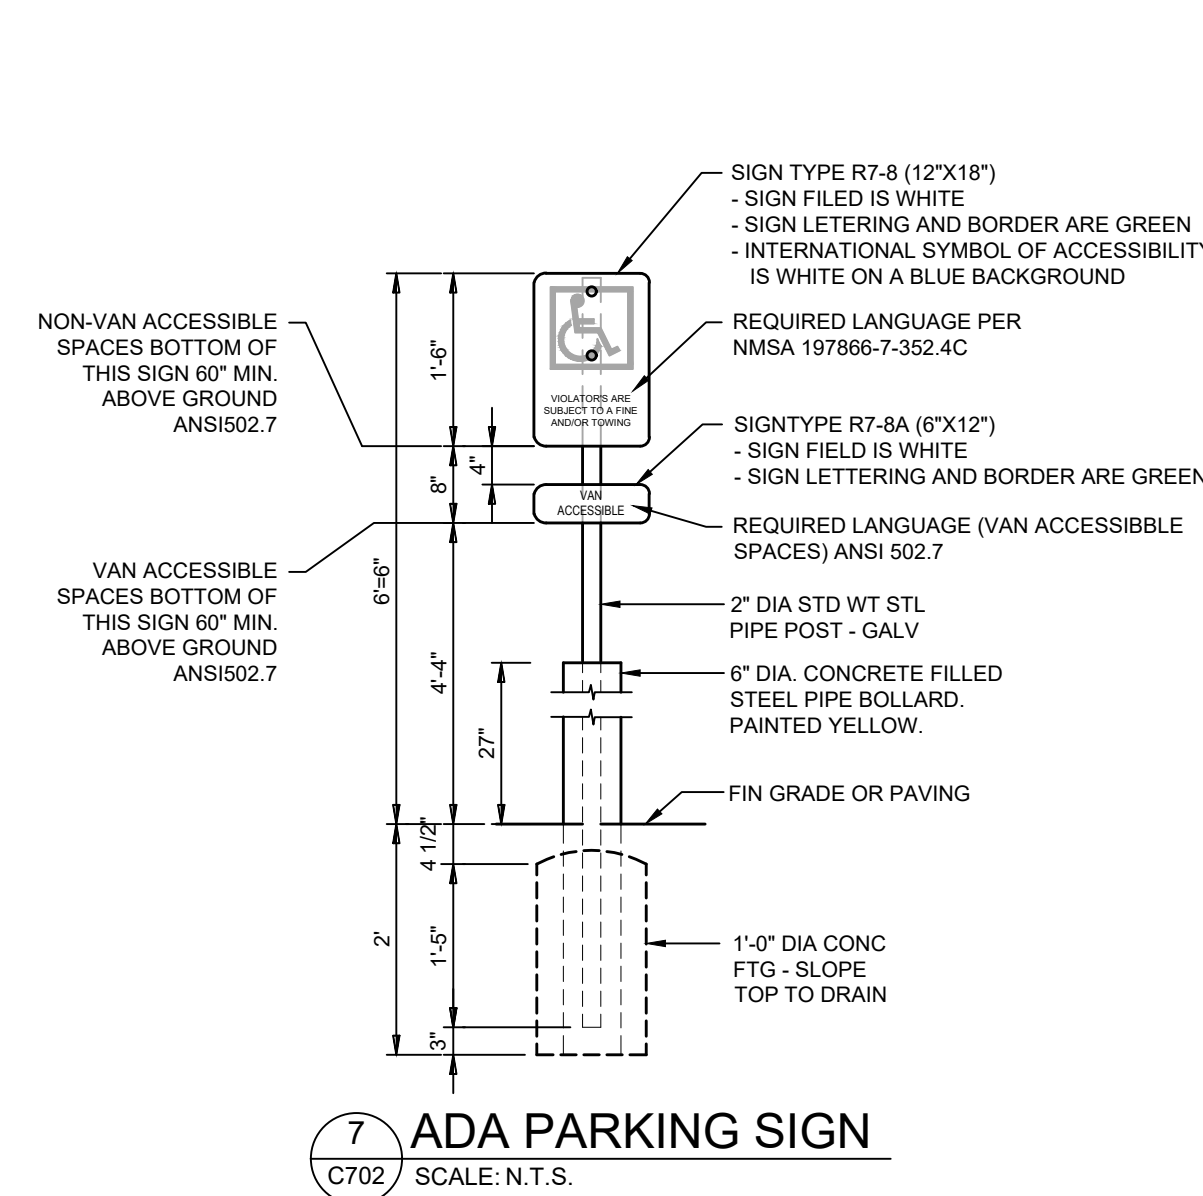 SIGN TYPE R7-8 (12"X18")
- SIGN FILED IS WHITE
- SIGN LETERING AND BORDER ARE GREEN
- INTERNATIONAL SYMBOL OF ACCESSIBILITY
IS WHITE ON A BLUE BACKGROUND
NON-VAN ACCESSIBLE
SPACES BOTTOM OF
THIS SIGN 60" MIN.
ABOVE GROUND
ANSI502.7
REQUIRED LANGUAGE PER
NMSA 197866-7-352.4C
1'-6"
VIOLATOR'S ARE
SUBJECT TO A FINE
AND/OR TOWING
SIGNTYPE R7-8A (6"X12")
- SIGN FIELD IS WHITE
- SIGN LETTERING AND BORDER ARE GREEN
8"
4"
VAN
ACCESSIBLE
REQUIRED LANGUAGE (VAN ACCESSIBBLE
SPACES) ANSI 502.7
VAN ACCESSIBLE
SPACES BOTTOM OF
THIS SIGN 60" MIN.
ABOVE GROUND
ANSI502.7
6'=6"
2" DIA STD WT STL
PIPE POST - GALV
4'-4"
6" DIA. CONCRETE FILLED
STEEL PIPE BOLLARD.
PAINTED YELLOW.
27"
FIN GRADE OR PAVING
4 1/2"
2'
1'-5"
1'-0" DIA CONC
FTG - SLOPE
TOP TO DRAIN
3"
7
C702
ADA PARKING SIGN
SCALE: N.T.S.